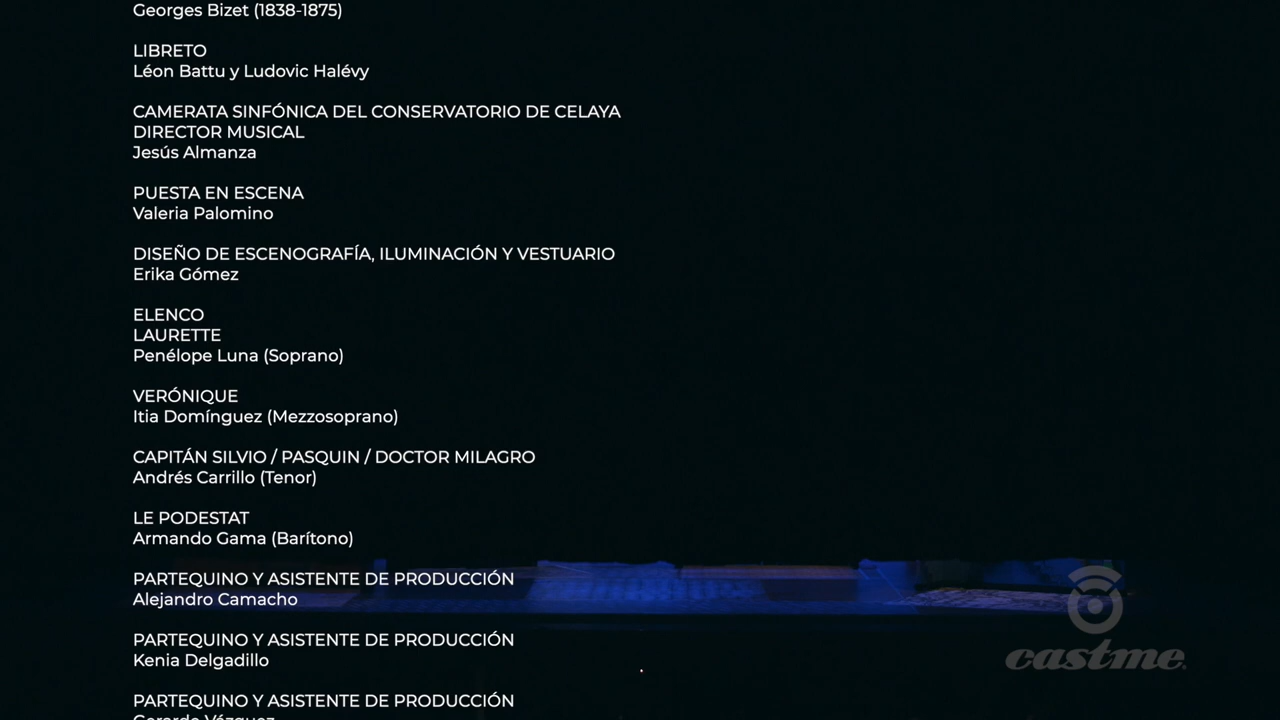 Georges Bizet (1838-1875)
LIBRETO
Léon Battu y Ludovic Halévy
CAMERATA SINFÓNICA DEL CONSERVATORIO DE CELAYA
DIRECTOR MUSICAL
Jesús Almanza
PUESTA EN ESCENA
Valeria Palomino
DISEÑO DE ESCENOGRAFÍA, ILUMINACIÓN Y VESTUARIO
Erika Gómez
ELENCO
LAURETTE
Penélope Luna (Soprano)
VERÓNIQUE
Itia Domínguez (Mezzosoprano)
CAPITÁN SILVIO / PASQUIN / DOCTOR MILAGRO
Andrés Carrillo (Tenor)
LE PODESTAT
Armando Gama (Barítono)
PARTEQUINO Y ASISTENTE DE PRODUCCIÓN
Alejandro Camacho
PARTEQUINO Y ASISTENTE DE PRODUCCIÓN
Kenia Delgadillo
PARTEQUINO Y ASISTENTE DE PRODUCCIÓN
Gerardo Vázquez
castme